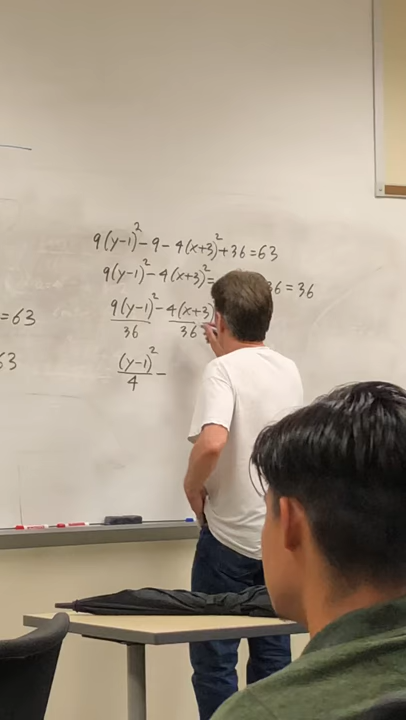 9(y-1)²-9-4(x+3)²+36=63
9(y-1)²-4(x+3)²= 36=36
=63
9(y-1)²/36-4(x+3)/36
63
(y-1)²/4-